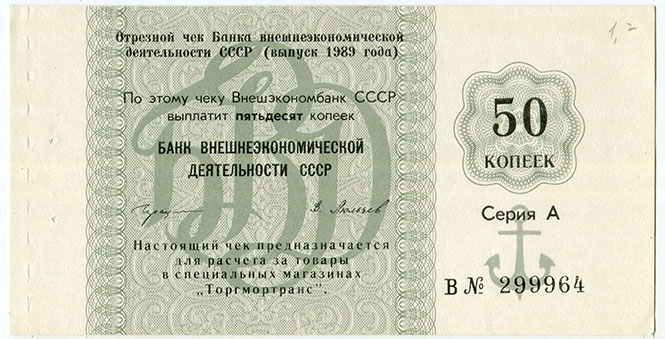 Отрезной чек Банка внешнеэкономической
деятельности СССР (выпуск 1989 года)
По этому чеку Внешэкономбанк СССР
выплатит пятьдесят копеек
БАНК ВНЕШНЕЭКОНОМИЧЕСКОЙ
ДЕЯТЕЛЬНОСТИ СССР
Настоящий чек предназначается
для расчета за товары
в специальных магазинах
„Торгмортранс".
50
КОПЕЕК
Серия А
В № 299964